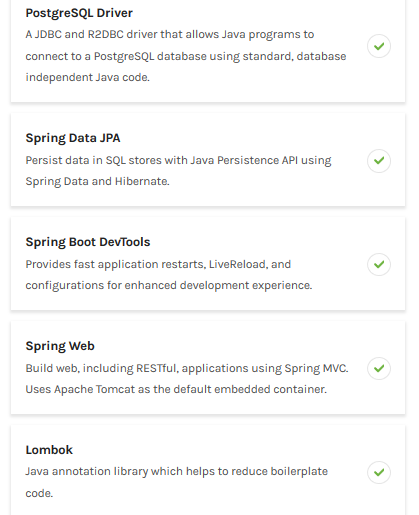 PostgreSQL Driver
A JDBC and R2DBC driver that allows Java programs to
connect to a PostgreSQL database using standard, database
independent Java code.
Spring Data JPA
Persist data in SQL stores with Java Persistence API using
Spring Data and Hibernate.
Spring Boot DevTools
Provides fast application restarts, LiveReload, and
configurations for enhanced development experience.
Spring Web
Build web, including RESTful, applications using Spring MVC.
Uses Apache Tomcat as the default embedded container.
Lombok
Java annotation library which helps to reduce boilerplate
code.